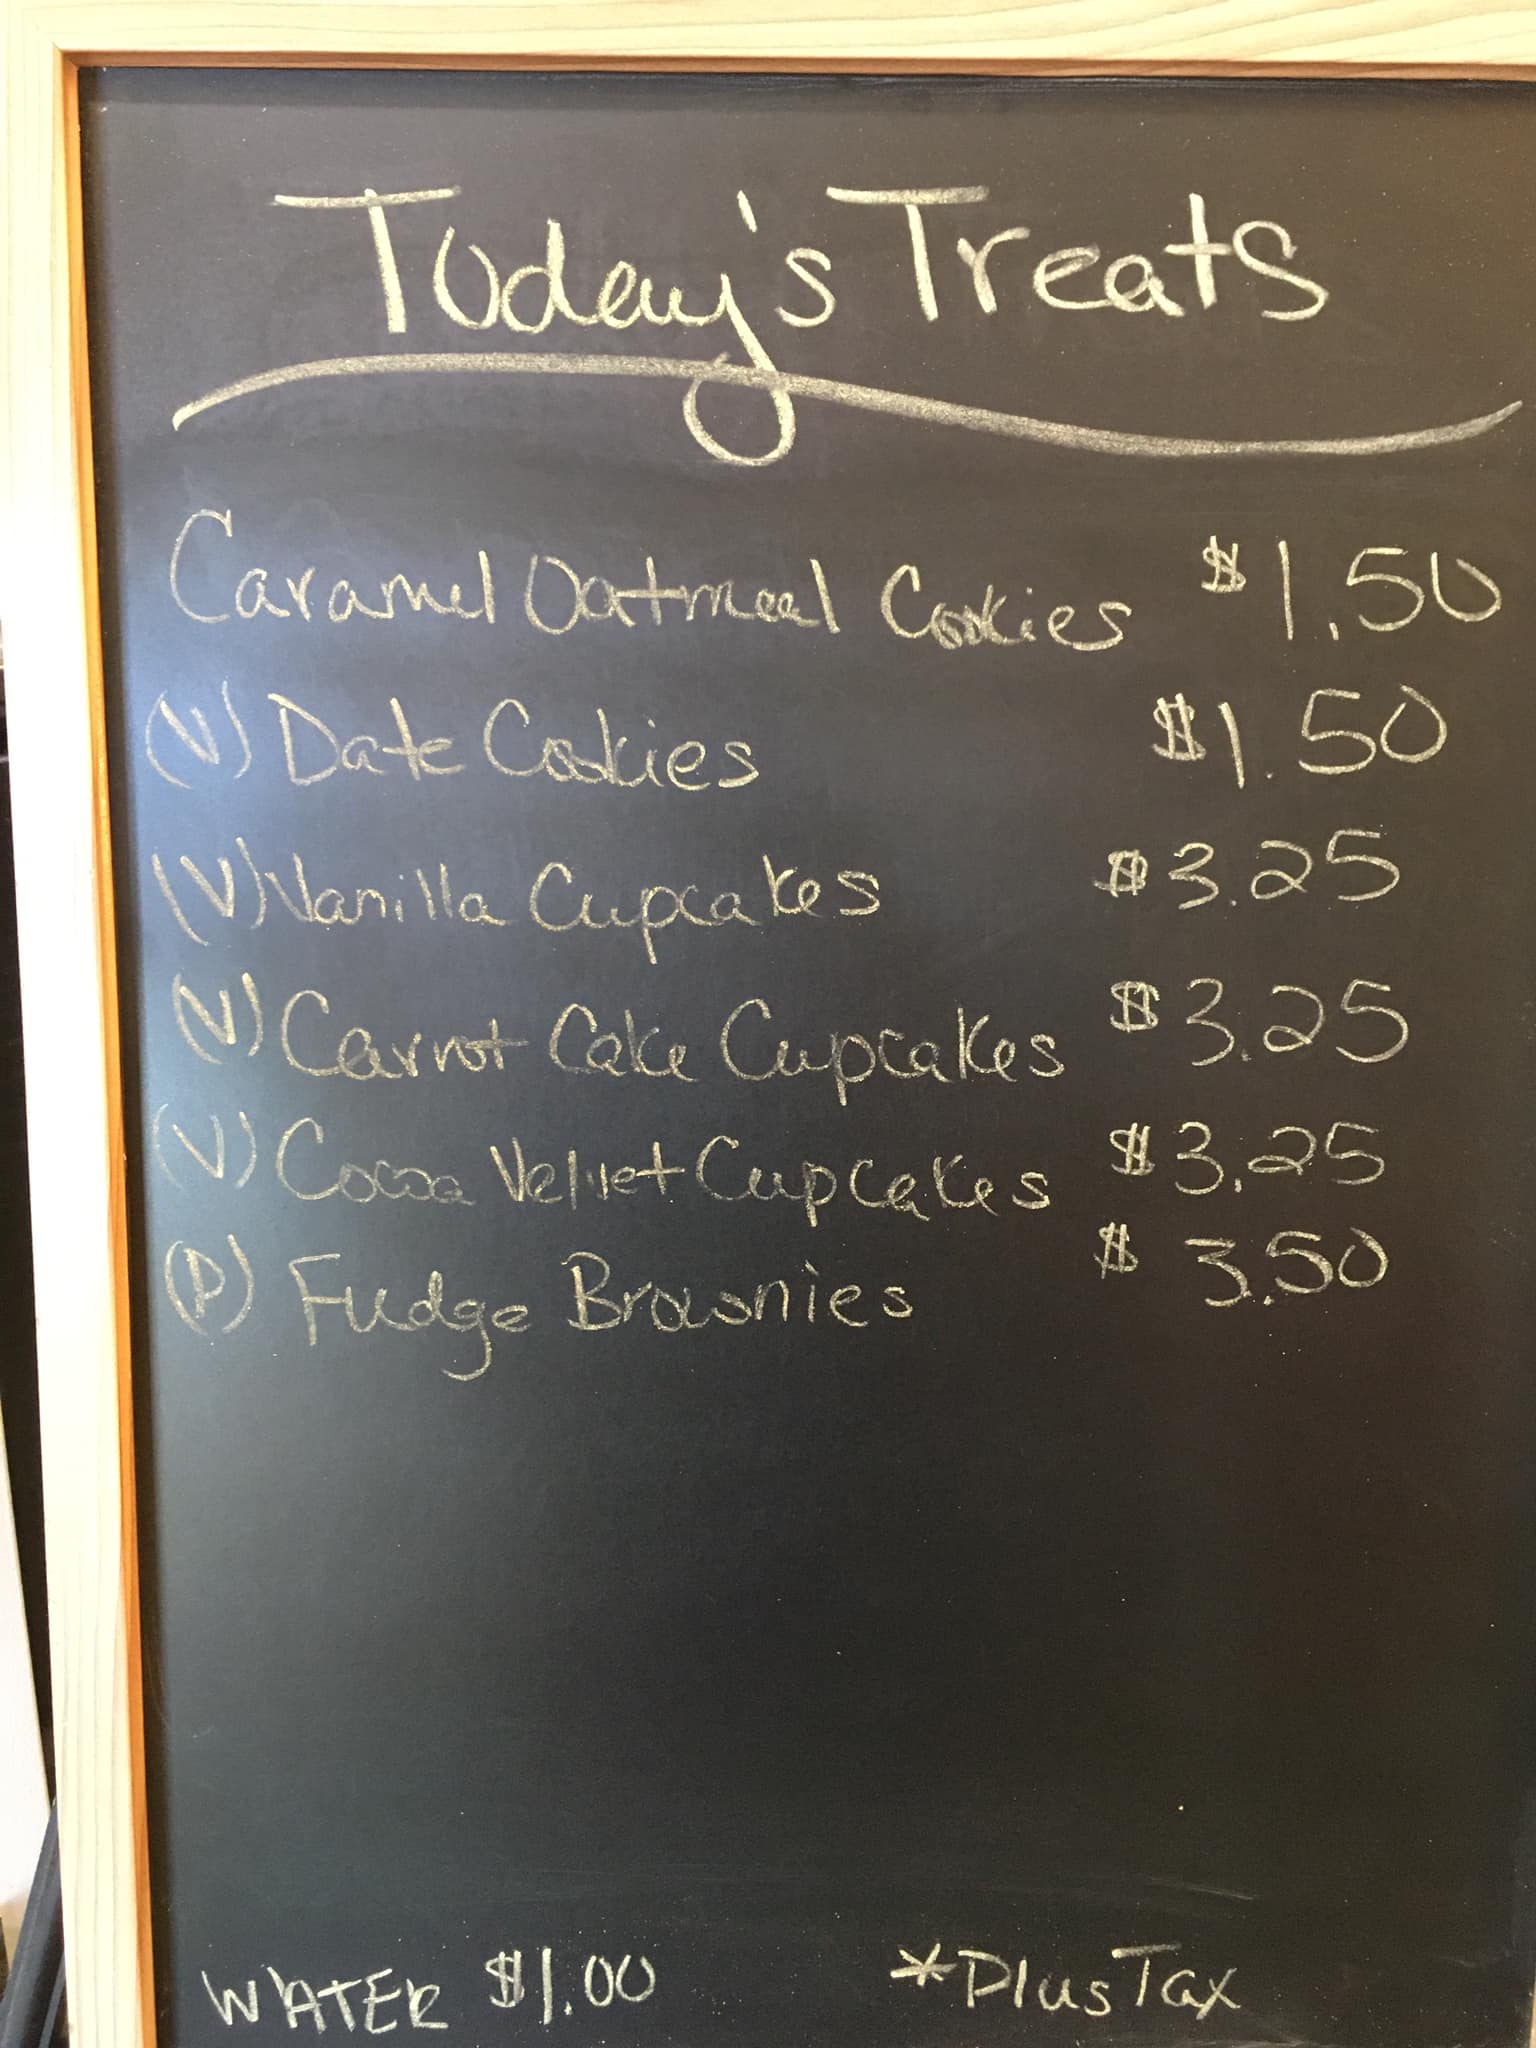 Today's Treats
Caramel Oatmeal Cookies $1.50
(V) Date Cookies $1.50
(V) Vanilla Cupcakes $3.25
(V) Carrot Cake Cupcakes $3.25
(V) Cocoa Velvet Cupcakes $3.25
(P) Fudge Brownies $3.50
WATER $1.00 *Plus Tax